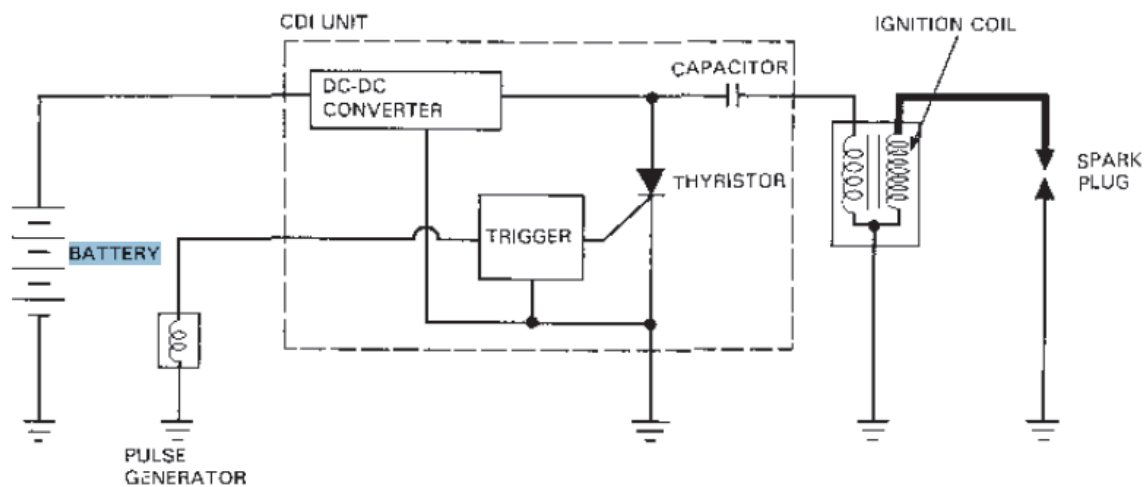 CDI UNIT
IGNITION COIL
CAPACITOR
DC-DC
CONVERTER
SPARK
PLUG
THYRISTOR
TRIGGER
BATTERY
PULSE
GENERATOR